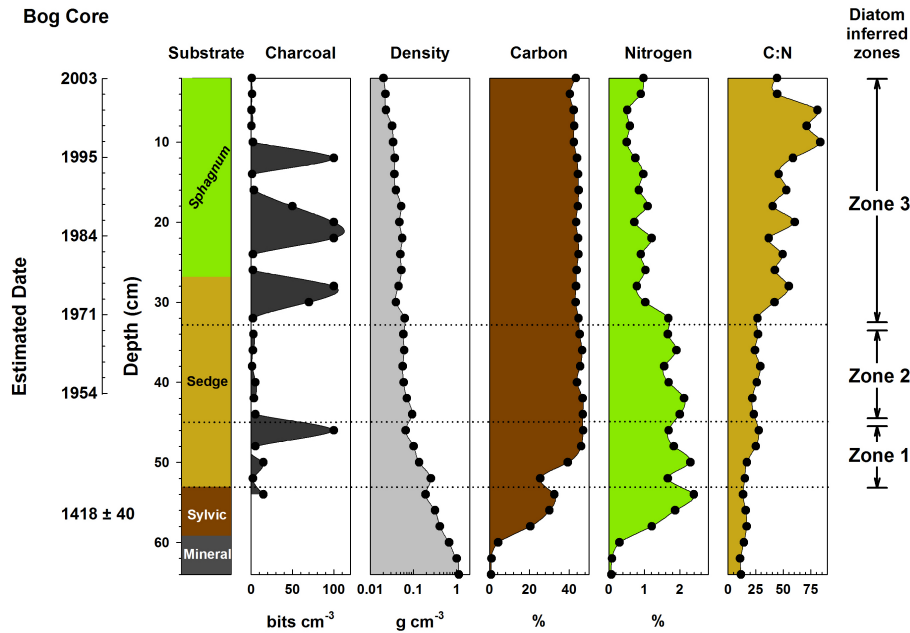 Bog Core
Diatom
inferred
zones
Substrate Charcoal Density Carbon Nitrogen C:N
Estimated Date
2003
1995
1984
1971
1954
1418 ± 40
Depth (cm)
10
20
30
40
50
60
Sphagnum
Sedge
Sylvic
Mineral
Zone 3
Zone 2
Zone 1
0 50 100 0.01 0.1 1 0 20 40 0 1 2 0 25 50 75
bits cm⁻³ g cm⁻³ % %